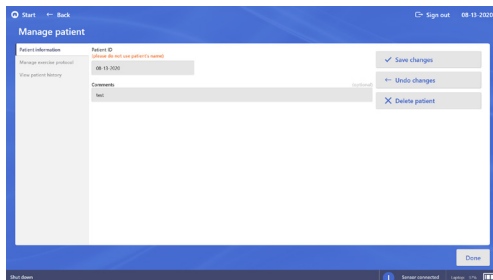 Start ← Back
Sign out 08-13-2020
Manage patient
Patient information
Manage exercise protocol
View patient history
Patient ID
(please do not use patient's name)
08-13-2020
Comments (optional)
test
Save changes
← Undo changes
Delete patient
Done
Shut down
Sensor connected Laptop: 57%